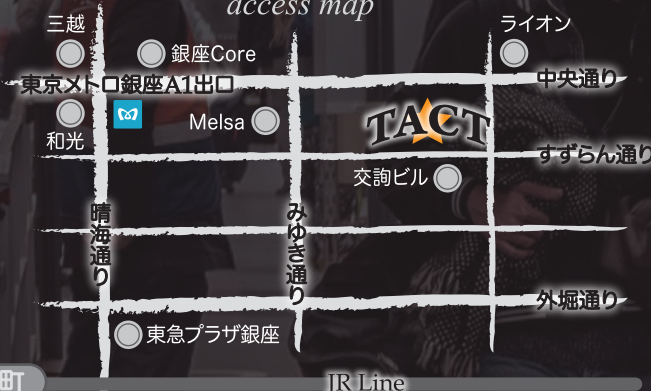 access map
三越
ライオン
銀座Core
東京メトロ銀座A1出口
中央通り
Melsa
TACT
和光
すずらん通り
交詢ビル
晴海通り
みゆき通り
外堀通り
東急プラザ銀座
町
JR Line